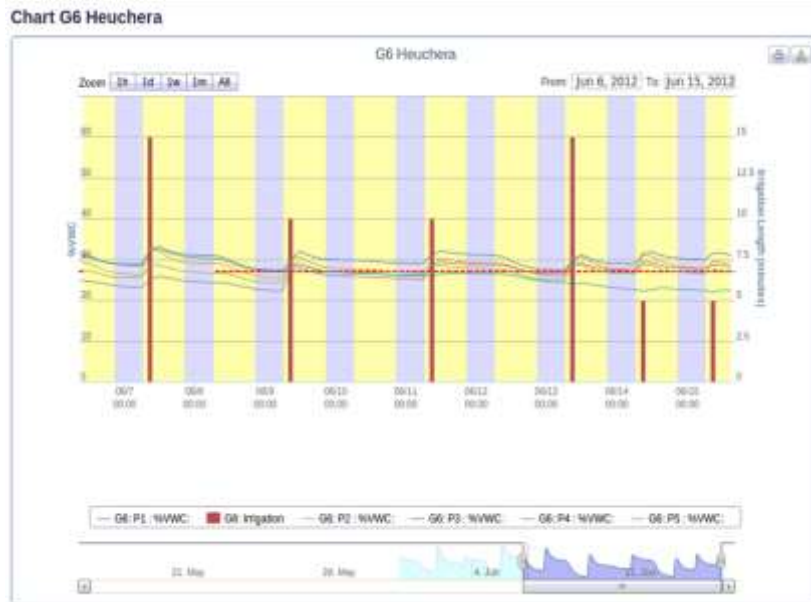 Chart G6 Heuchera
G6 Heuchera
Zoom 1h 1d 1w 1m All
From Jun 6, 2012 To Jun 15, 2012
15
12.5
10
7.5
5
2.5
0
20
0
%VWC
Irrigation Length (minutes)
06/7 06/8 06/9 06/10 06/11 06/12 06/13 06/14 06/15
00:00 00:00 00:00 00:00 00:00 00:00 00:00 00:00 00:00
G6: P1 : %VWC: G6: Irrigation G6: P2 : %VWC: G6: P3 : %VWC: G6: P4 : %VWC: G6: P5 : %VWC:
21. May 28. May 4. Jun